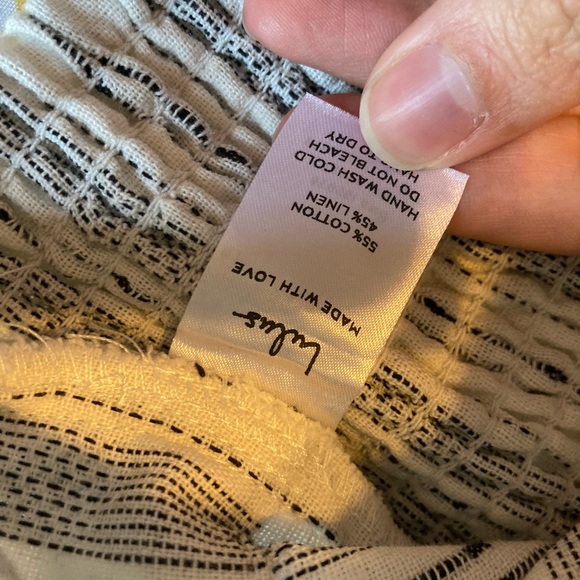 Lulus
MADE WITH LOVE
55% COTTON
45% LINEN
HAND WASH COLD
DO NOT BLEACH
TO DRY